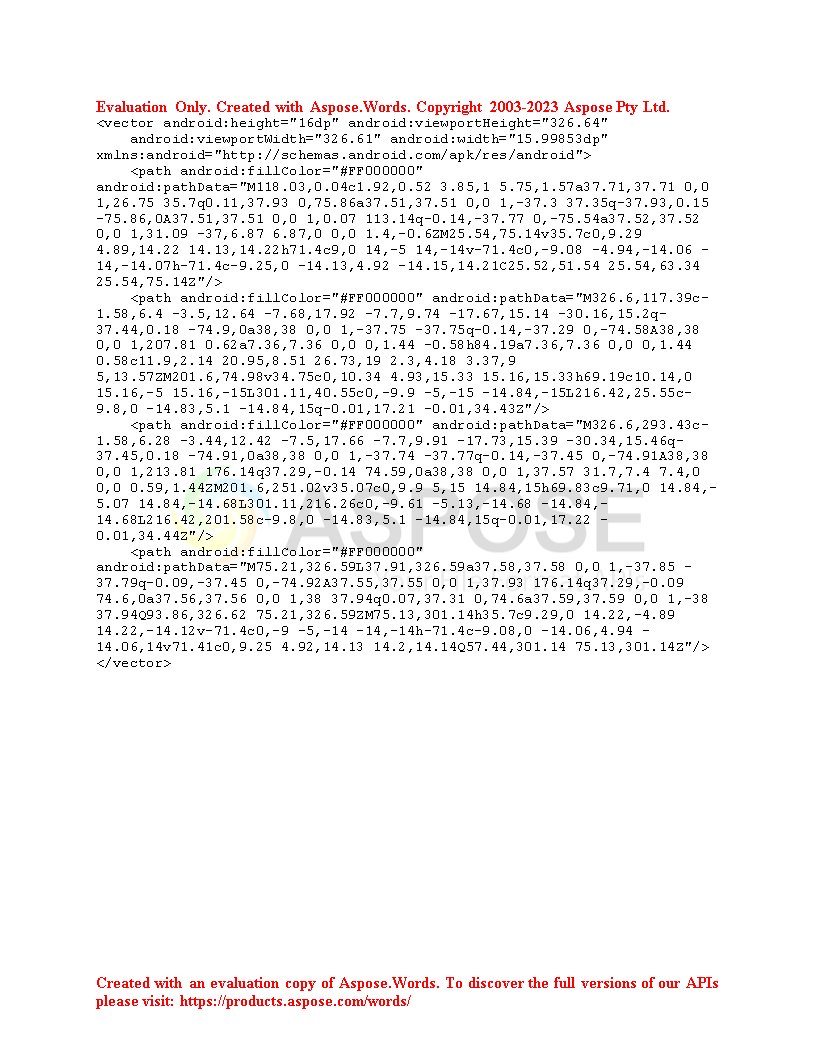 Evaluation Only. Created with Aspose.Words. Copyright 2003-2023 Aspose Pty Ltd.
<vector android:height="16dp" android:viewportHeight="326.64"
    android:viewportWidth="326.61" android:width="15.99853dp"
xmlns:android="http://schemas.android.com/apk/res/android">
    <path android:fillColor="#FF000000"
android:pathData="M118.03,0.04c1.92,0.52 3.85,1 5.75,1.57a37.71,37.71 0,0
1,26.75 35.7q0.11,37.93 0,75.86a37.51,37.51 0,0 1,-37.3 37.35q-37.93,0.15
-75.86,0A37.51,37.51 0,0 1,0.07 113.14q-0.14,-37.77 0,-75.54a37.52,37.52
0,0 1,31.09 -37,6.87 6.87,0 0,0 1.4,-0.6ZM25.54,75.14v35.7c0,9.29
4.89,14.22 14.13,14.22h71.4c9,0 14,-5 14,-14v-71.4c0,-9.08 -4.94,-14.06 -
14,-14.07h-71.4c-9.25,0 -14.13,4.92 -14.15,14.21C25.52,51.54 25.54,63.34
25.54,75.14Z"/>
    <path android:fillColor="#FF000000" android:pathData="M326.6,117.39c-
1.58,6.4 -3.5,12.64 -7.68,17.92 -7.7,9.74 -17.67,15.14 -30.16,15.2q-
37.44,0.18 -74.9,0a38,38 0,0 1,-37.75 -37.75q-0.14,-37.29 0,-74.58A38,38
0,0 1,207.81 0.62a7.36,7.36 0,0 0,1.44 -0.58h84.19a7.36,7.36 0,0 0,1.44
0.58c11.9,2.14 20.95,8.51 26.73,19 2.3,4.18 3.37,9
5,13.57ZM201.6,74.98v34.75c0,10.34 4.93,15.33 15.16,15.33h69.19c10.14,0
15.16,-5 15.16,-15L301.11,40.55c0,-9.9 -5,-15 -14.84,-15L216.42,25.55c-
9.8,0 -14.83,5.1 -14.84,15q-0.01,17.21 -0.01,34.43Z"/>
    <path android:fillColor="#FF000000" android:pathData="M326.6,293.43c-
1.58,6.28 -3.44,12.42 -7.5,17.66 -7.7,9.91 -17.73,15.39 -30.34,15.46q-
37.45,0.18 -74.91,0a38,38 0,0 1,-37.74 -37.77q-0.14,-37.45 0,-74.91A38,38
0,0 1,213.81 176.14q37.29,-0.14 74.59,0a38,38 0,0 1,37.57 31.7,7.4 7.4,0
0,0 0.59,1.44ZM201.6,251.02v35.07c0,9.9 5,15 14.84,15h69.83c9.71,0 14.84,-
5.07 14.84,-14.68L301.11,216.26c0,-9.61 -5.13,-14.68 -14.84,-
14.68L216.42,201.58c-9.8,0 -14.83,5.1 -14.84,15q-0.01,17.22 -
0.01,34.44Z"/>
    <path android:fillColor="#FF000000"
android:pathData="M75.21,326.59L37.91,326.59a37.58,37.58 0,0 1,-37.85 -
37.79q-0.09,-37.45 0,-74.92A37.55,37.55 0,0 1,37.93 176.14q37.29,-0.09
74.6,0a37.56,37.56 0,0 1,38 37.94q0.07,37.31 0,74.6a37.59,37.59 0,0 1,-38
37.94Q93.86,326.62 75.21,326.59ZM75.13,301.14h35.7c9.29,0 14.22,-4.89
14.22,-14.12v-71.4c0,-9 -5,-14 -14,-14h-71.4c-9.08,0 -14.06,4.94 -
14.06,14v71.41c0,9.25 4.92,14.13 14.2,14.14Q57.44,301.14 75.13,301.14Z"/>
</vector>
ASPOSE
Created with an evaluation copy of Aspose.Words. To discover the full versions of our APIs
please visit: https://products.aspose.com/words/